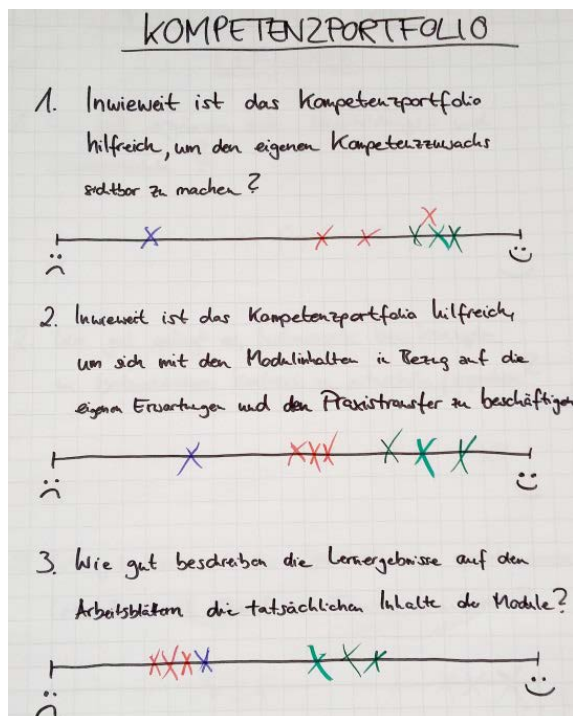 KOMPETENZPORTFOLIO
1. Inwieweit ist das Kompetenzportfolio
hilfreich, um den eigenen Kompetenzzuwachs
sichtbar zu machen?
2. Inwieweit ist das Kompetenzportfolio hilfreich,
um sich mit den Modulinhalten in Bezug auf die
eigenen Erwartungen und den Praxistransfer zu beschäftigen
3. Wie gut beschreiben die Lernergebnisse auf den
Arbeitsblättern die tatsächlichen Inhalte der Module?